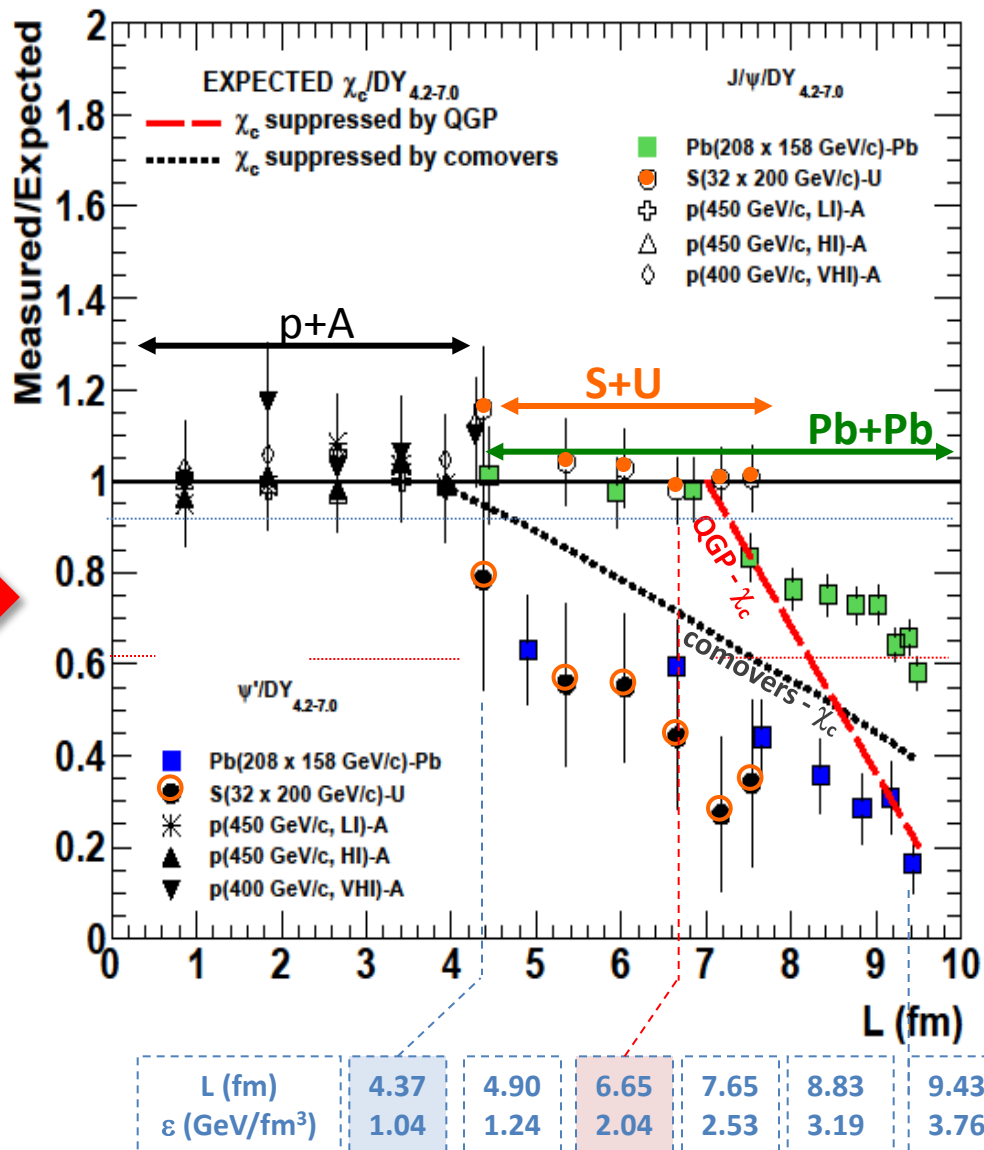 Measured/Expected
2
1.8
1.6
1.4
1.2
1
0.8
0.6
0.4
0.2
0
EXPECTED χc/DY4.2-7.0
χc suppressed by QGP
χc suppressed by comovers
J/ψ/DY4.2-7.0
Pb(208 x 158 GeV/c)-Pb
S(32 x 200 GeV/c)-U
p(450 GeV/c, LI)-A
p(450 GeV/c, HI)-A
p(400 GeV/c, VHI)-A
p+A
S+U
Pb+Pb
QGP - χc
comovers - χc
ψ'/DY4.2-7.0
Pb(208 x 158 GeV/c)-Pb
S(32 x 200 GeV/c)-U
p(450 GeV/c, LI)-A
p(450 GeV/c, HI)-A
p(400 GeV/c, VHI)-A
0 1 2 3 4 5 6 7 8 9 10
L (fm)
L (fm) 4.37 4.90 6.65 7.65 8.83 9.43
ε (GeV/fm³) 1.04 1.24 2.04 2.53 3.19 3.76